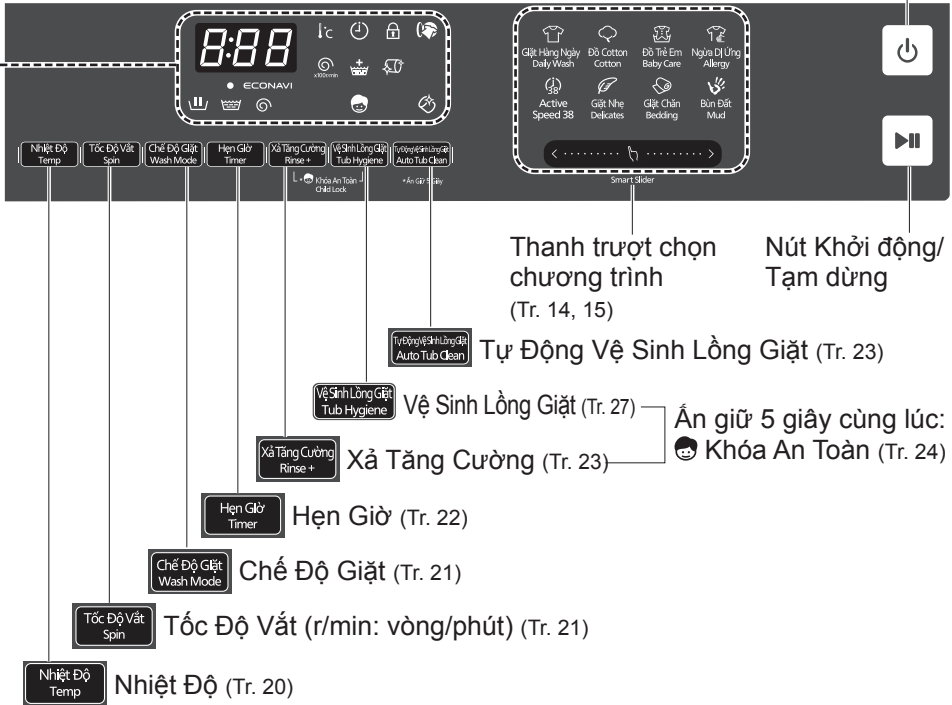 8:88
°C
x100r/min
ECONAVI
Giặt Hàng Ngày
Daily Wash
Đồ Cotton
Cotton
Đồ Trẻ Em
Baby Care
Ngừa Dị Ứng
Allergy
38
Active
Speed 38
Giặt Nhẹ
Delicates
Giặt Chăn
Bedding
Bùn Đất
Mud
Smart Slider
Nhiệt Độ
Temp
Tốc Độ Vắt
Spin
Chế Độ Giặt
Wash Mode
Hẹn Giờ
Timer
Xả Tăng Cường
Rinse +
Vệ Sinh Lồng Giặt
Tub Hygiene
Tự Động Vệ Sinh Lồng Giặt
Auto Tub Clean
* Khóa An Toàn
Child Lock
* Ấn Giữ 5 Giây
Thanh trượt chọn
chương trình
(Tr. 14, 15)
Nút Khởi động/
Tạm dừng
Tự Động Vệ Sinh Lồng Giặt
Auto Tub Clean
Tự Động Vệ Sinh Lồng Giặt (Tr. 23)
Vệ Sinh Lồng Giặt
Tub Hygiene
Vệ Sinh Lồng Giặt (Tr. 27)
Ấn giữ 5 giây cùng lúc:
Khóa An Toàn (Tr. 24)
Xả Tăng Cường
Rinse +
Xả Tăng Cường (Tr. 23)
Hẹn Giờ
Timer
Hẹn Giờ (Tr. 22)
Chế Độ Giặt
Wash Mode
Chế Độ Giặt (Tr. 21)
Tốc Độ Vắt
Spin
Tốc Độ Vắt (r/min: vòng/phút) (Tr. 21)
Nhiệt Độ
Temp
Nhiệt Độ (Tr. 20)